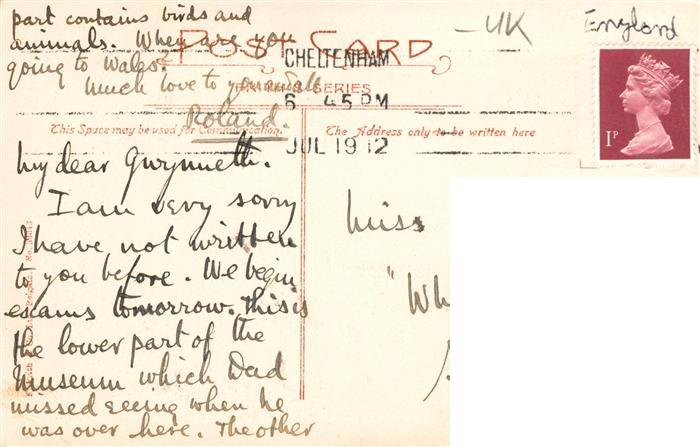 part contains birds and
animals. When are you
going to Wales.
Much love to you all
Roland.
- UK
England
POST CARD
CHELTENHAM
SERIES
6 45 PM
JUL 19 12
1P
This Space may be used for Communication.
The Address only to be written here
My dear Gwynneth.
I am very sorry
I have not written
to you before. We begin
exams tomorrow. This is
the lower part of the
Museum which Dad
missed seeing when he
was over here. The other
Miss
"Wh